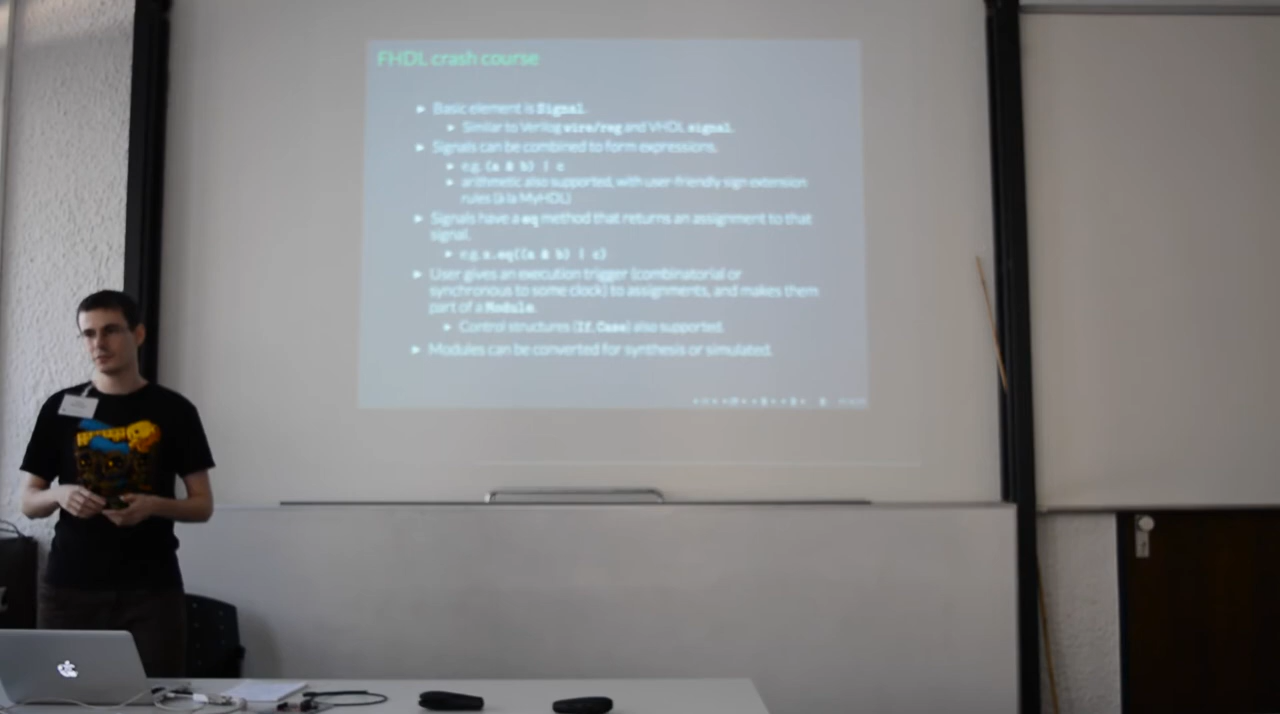 FHDL crash course
▸ Basic element is Signal.
▸ Similar to Verilog wire/reg and VHDL signal.
▸ Signals can be combined to form expressions.
▸ e.g. (a & b) | c
▸ arithmetic also supported, with user-friendly sign extension
rules (à la MyHDL)
▸ Signals have a eq method that returns an assignment to that
signal.
▸ e.g. x.eq((a & b) | c)
▸ User gives an execution trigger (combinatorial or
synchronous to some clock) to assignments, and makes them
part of a Module.
▸ Control structures (If, Case) also supported.
▸ Modules can be converted for synthesis or simulated.